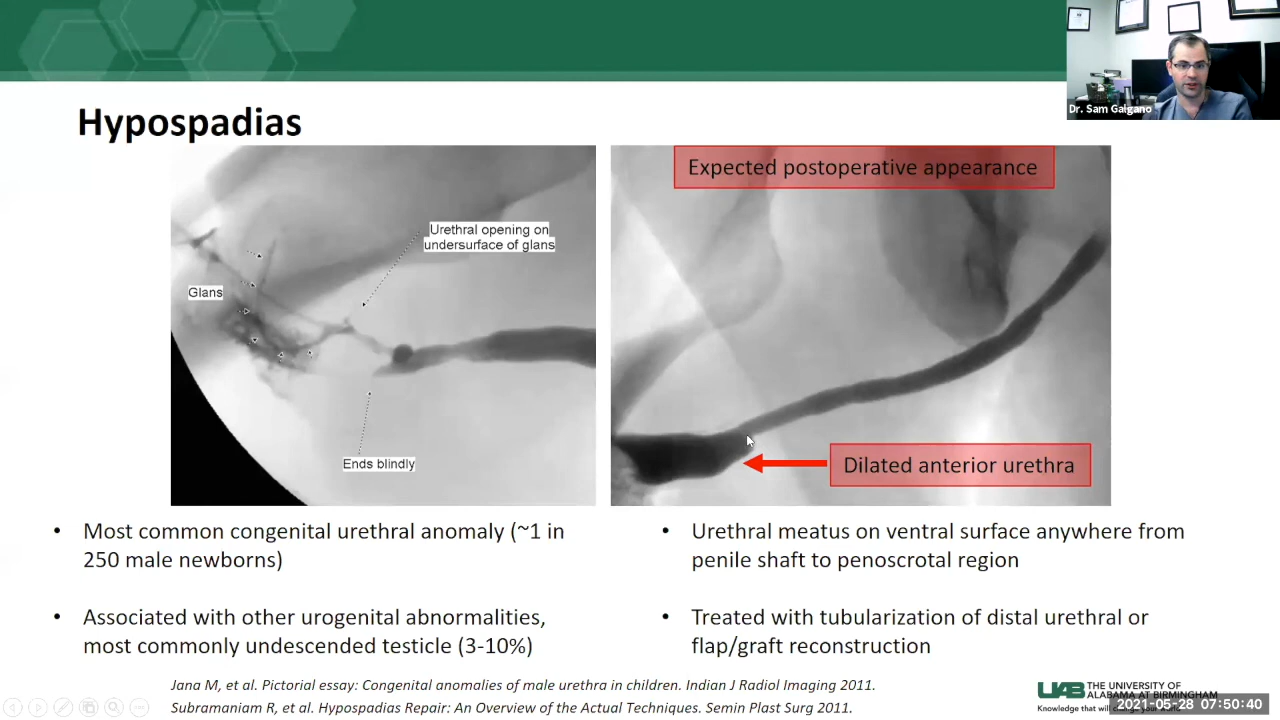 Dr. Sam Galgano
Hypospadias
Urethral opening on
undersurface of glans
Glans
Ends blindly
Expected postoperative appearance
Dilated anterior urethra
• Most common congenital urethral anomaly (~1 in
250 male newborns)
• Associated with other urogenital abnormalities,
most commonly undescended testicle (3-10%)
• Urethral meatus on ventral surface anywhere from
penile shaft to penoscrotal region
• Treated with tubularization of distal urethral or
flap/graft reconstruction
Jana M, et al. Pictorial essay: Congenital anomalies of male urethra in children. Indian J Radiol Imaging 2011.
Subramaniam R, et al. Hypospadias Repair: An Overview of the Actual Techniques. Semin Plast Surg 2011.
UAB THE UNIVERSITY OF
ALABAMA AT BIRMINGHAM
Knowledge that will
2021-05-28 07:50:40